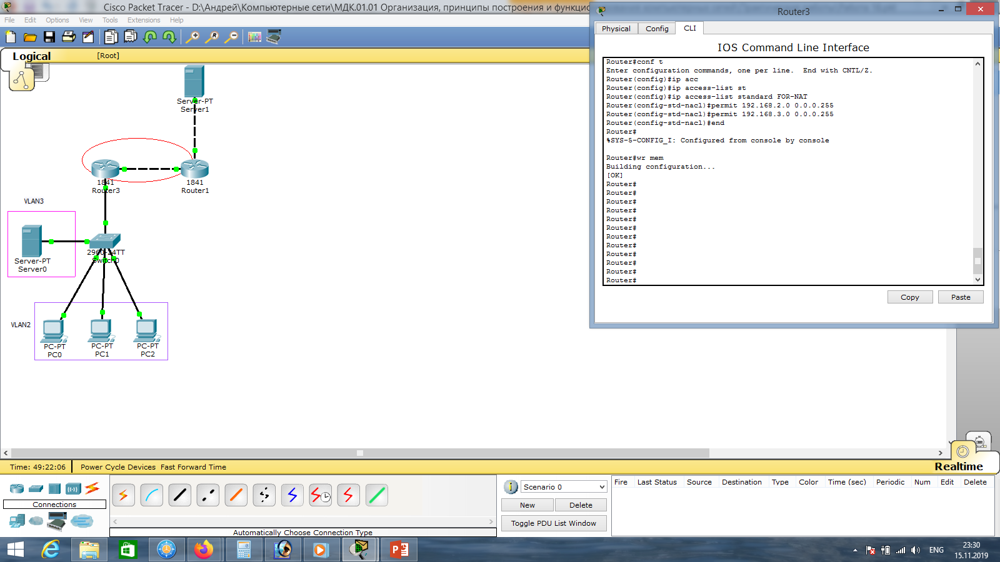 Cisco Packet Tracer - D:\Андрей\Компьютерные сети\МДК.01.01 Организация, принципы построения и функцио
File Edit Options View Tools Extensions Help
Logical
[Root]
Server-PT
Server1
1841
Router3
1841
Router1
VLAN3
Server-PT
Server0
2960-24TT
Switch0
VLAN2
PC-PT
PC0
PC-PT
PC1
PC-PT
PC2
Router3
Physical Config CLI
IOS Command Line Interface
Router#conf t
Enter configuration commands, one per line.  End with CNTL/Z.
Router(config)#ip acc
Router(config)#ip access-list st
Router(config)#ip access-list standard FOR-NAT
Router(config-std-nacl)#permit 192.168.2.0 0.0.0.255
Router(config-std-nacl)#permit 192.168.3.0 0.0.0.255
Router(config-std-nacl)#end
Router#
%SYS-5-CONFIG_I: Configured from console by console
Router#wr mem
Building configuration...
[OK]
Router#
Router#
Router#
Router#
Router#
Router#
Router#
Router#
Router#
Router#
Router#
Router#
Copy Paste
Time: 49:22:06 Power Cycle Devices Fast Forward Time
Realtime
Connections
Automatically Choose Connection Type
Scenario 0
New Delete
Toggle PDU List Window
Fire Last Status Source Destination Type Color Time (sec) Periodic Num Edit Delete
ENG
23:30
15.11.2019